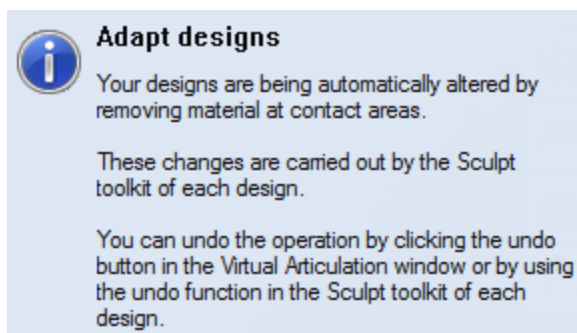 Adapt designs
Your designs are being automatically altered by
removing material at contact areas.
These changes are carried out by the Sculpt
toolkit of each design.
You can undo the operation by clicking the undo
button in the Virtual Articulation window or by using
the undo function in the Sculpt toolkit of each
design.